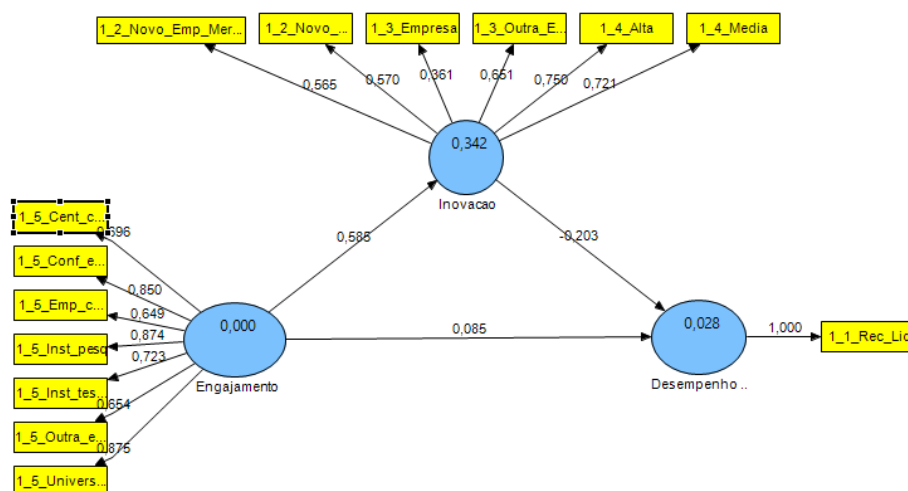 1_2_Novo_Emp_Mer...
1_2_Novo_...
1_3_Empresa
1_3_Outra_E...
1_4_Alta
1_4_Media
0,565
0,570
0,361
0,651
0,750
0,721
0,342
Inovacao
1_5_Cent_c...
0,696
1_5_Conf_e...
0,850
1_5_Emp_c...
0,649
1_5_Inst_pesq
0,874
0,723
1_5_Inst_tes...
0,654
1_5_Outra_e...
0,875
1_5_Univers...
0,585
-0,203
0,000
Engajamento
0,085
0,028
Desempenho ..
1,000
1_1_Rec_Liq